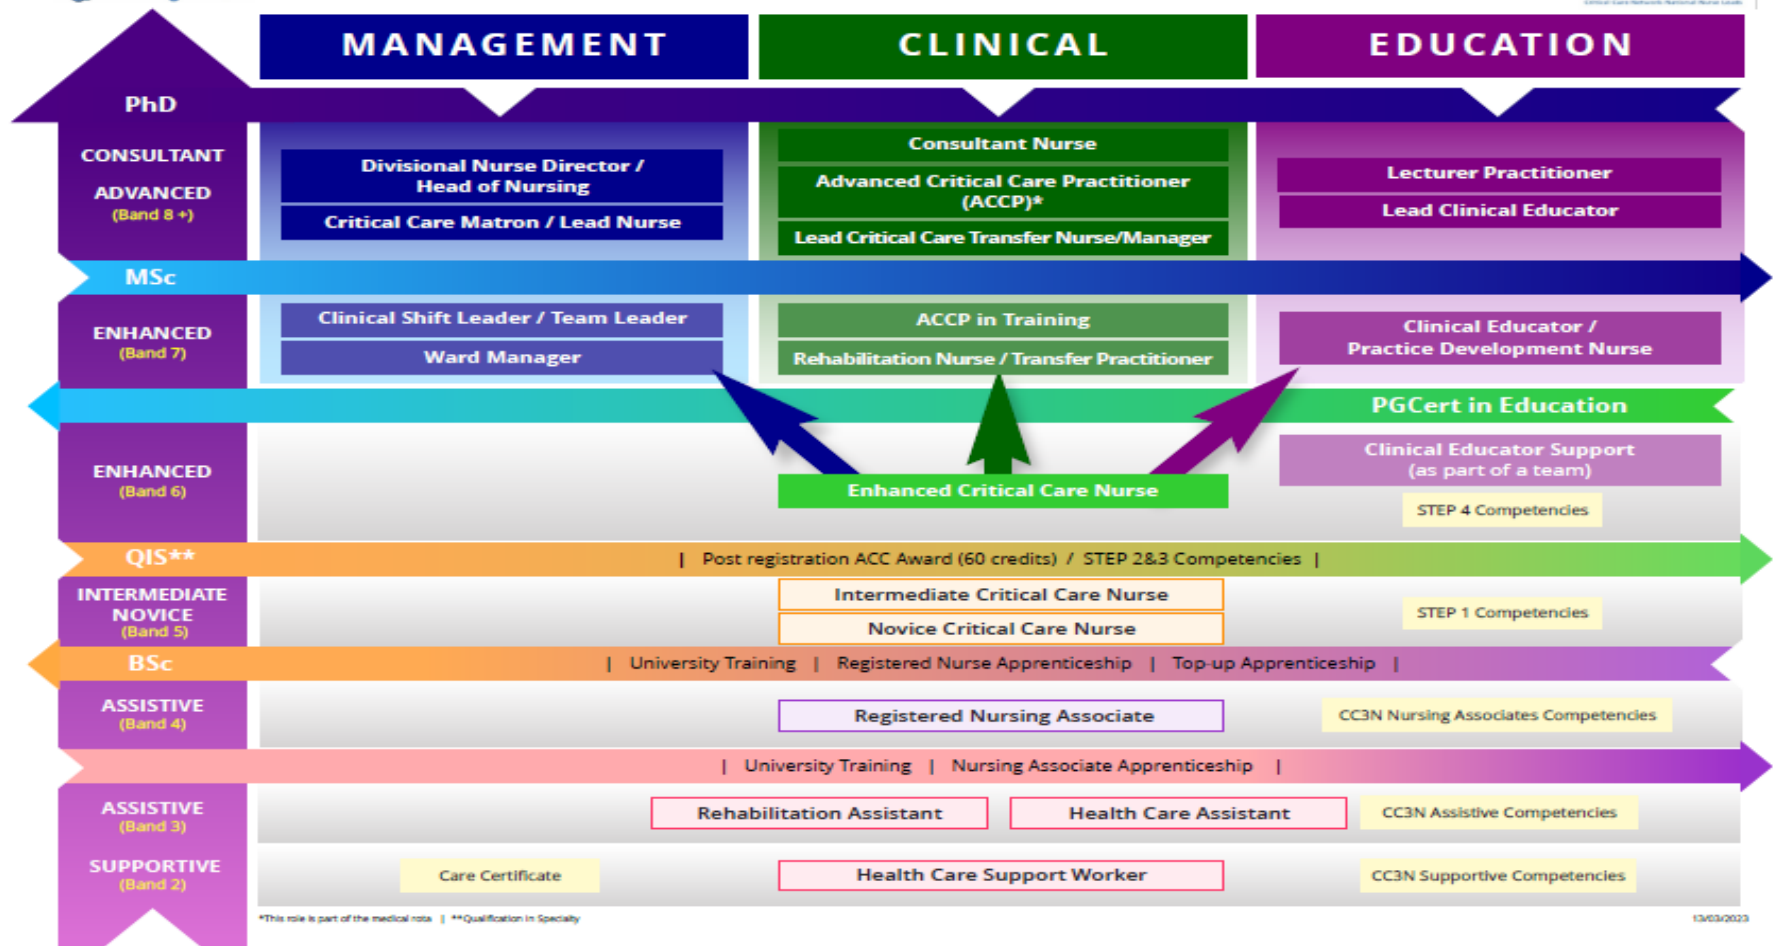 Critical Care Network National Nurse Leads
MANAGEMENT
CLINICAL
EDUCATION
PhD
CONSULTANT
ADVANCED
(Band 8 +)
Divisional Nurse Director /
Head of Nursing
Critical Care Matron / Lead Nurse
Consultant Nurse
Advanced Critical Care Practitioner
(ACCP)*
Lead Critical Care Transfer Nurse/Manager
Lecturer Practitioner
Lead Clinical Educator
MSc
ENHANCED
(Band 7)
Clinical Shift Leader / Team Leader
Ward Manager
ACCP in Training
Rehabilitation Nurse / Transfer Practitioner
Clinical Educator /
Practice Development Nurse
PGCert in Education
ENHANCED
(Band 6)
Enhanced Critical Care Nurse
Clinical Educator Support
(as part of a team)
STEP 4 Competencies
QIS**
| Post registration ACC Award (60 credits) / STEP 2&3 Competencies |
INTERMEDIATE
NOVICE
(Band 5)
Intermediate Critical Care Nurse
Novice Critical Care Nurse
STEP 1 Competencies
BSc
| University Training | Registered Nurse Apprenticeship | Top-up Apprenticeship |
ASSISTIVE
(Band 4)
Registered Nursing Associate
CC3N Nursing Associates Competencies
| University Training | Nursing Associate Apprenticeship |
ASSISTIVE
(Band 3)
Rehabilitation Assistant
Health Care Assistant
CC3N Assistive Competencies
SUPPORTIVE
(Band 2)
Care Certificate
Health Care Support Worker
CC3N Supportive Competencies
*This role is part of the medical rota | **Qualification in Specialty
13/03/2023